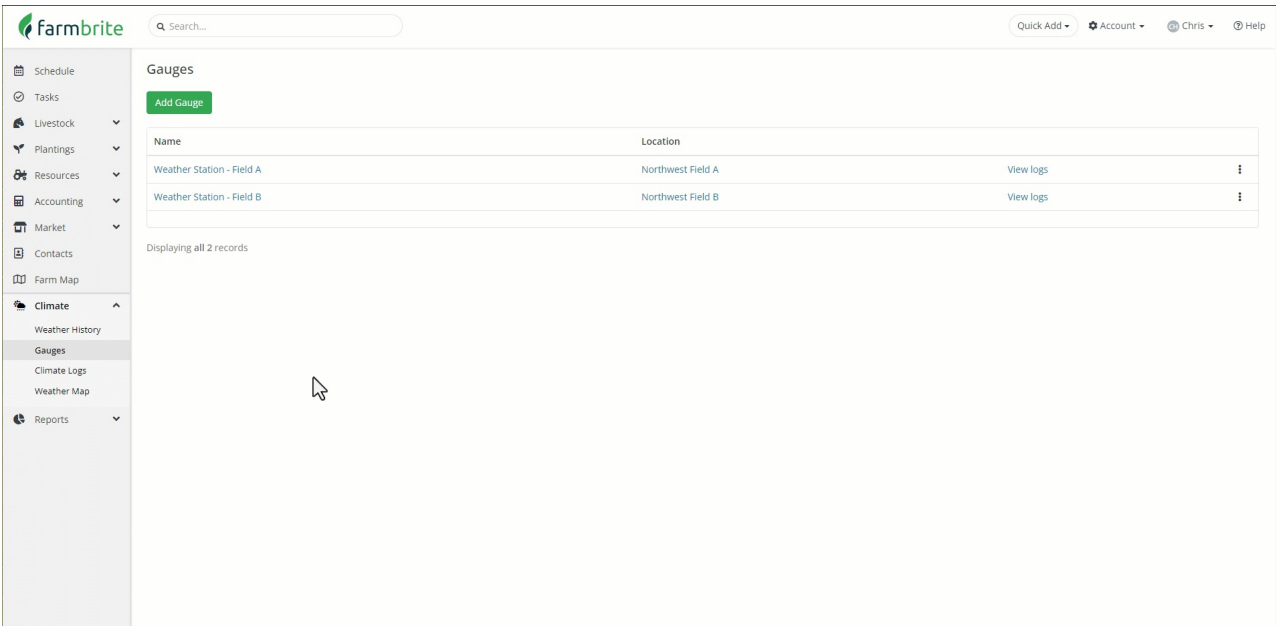 farmbrite
Search...
Quick Add
Account
CM Chris
Help
Schedule
Tasks
Livestock
Plantings
Resources
Accounting
Market
Contacts
Farm Map
Climate
Weather History
Gauges
Climate Logs
Weather Map
Reports
Gauges
Add Gauge
Name Location
Weather Station - Field A Northwest Field A View logs
Weather Station - Field B Northwest Field B View logs
Displaying all 2 records